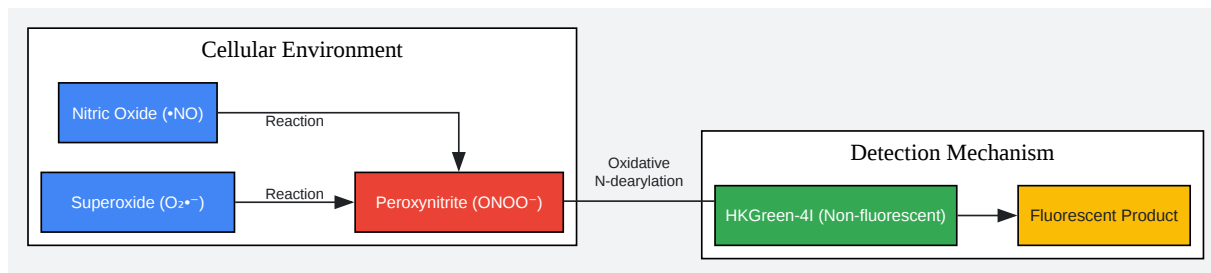 Cellular Environment
Nitric Oxide (•NO)
Reaction
Superoxide (O₂•⁻)
Reaction
Peroxynitrite (ONOO⁻)
Oxidative
N-dearylation
Detection Mechanism
HKGreen-4I (Non-fluorescent)
Fluorescent Product